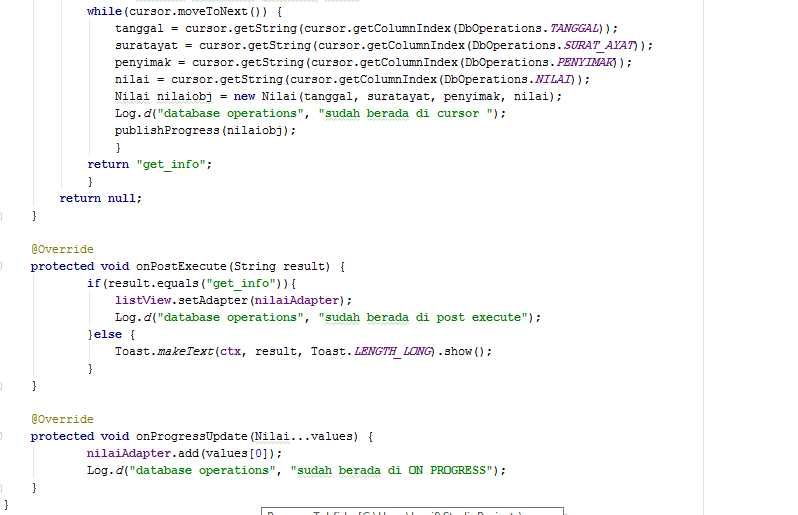 while(cursor.moveToNext()) {
tanggal = cursor.getString(cursor.getColumnIndex(DbOperations.TANGGAL));
suratayat = cursor.getString(cursor.getColumnIndex(DbOperations.SURAT_AYAT));
penyimak = cursor.getString(cursor.getColumnIndex(DbOperations.PENYIMAK));
nilai = cursor.getString(cursor.getColumnIndex(DbOperations.NILAI));
Nilai nilaiobj = new Nilai(tanggal, suratayat, penyimak, nilai);
Log.d("database operations", "sudah berada di cursor ");
publishProgress(nilaiobj);
}
return "get_info";
}
return null;
}
@Override
protected void onPostExecute(String result) {
if(result.equals("get_info")){
listView.setAdapter(nilaiAdapter);
Log.d("database operations", "sudah berada di post execute");
}else {
Toast.makeText(ctx, result, Toast.LENGTH_LONG).show();
}
}
@Override
protected void onProgressUpdate(Nilai...values) {
nilaiAdapter.add(values[0]);
Log.d("database operations", "sudah berada di ON PROGRESS");
}
}